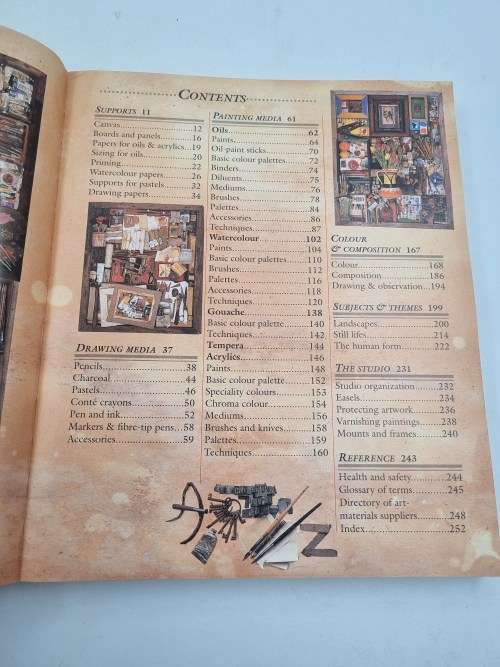 CONTENTS
SUPPORTS 11
Canvas..................12
Boards and panels.........16
Papers for oils & acrylics...19
Sizing for oils..............20
Priming..................22
Watercolour papers........26
Supports for pastels.......32
Drawing papers............34
DRAWING MEDIA 37
Pencils.....................38
Charcoal...................44
Pastels.....................46
Conté crayons.............50
Pen and ink................52
Markers & fibre-tip pens...58
Accessories.................59
PAINTING MEDIA 61
Oils.....................62
Paints....................64
Oil-paint sticks............70
Basic colour palettes.......72
Binders...................74
Diluents..................75
Mediums..................76
Brushes...................78
Palettes...................84
Accessories................86
Techniques................87
Watercolour............102
Paints...................104
Basic colour palettes......110
Brushes..................112
Palettes..................116
Accessories...............118
Techniques...............120
Gouache................138
Basic colour palette.......140
Techniques...............142
Tempera................144
Acrylics................146
Paints...................148
Basic colour palette.......152
Speciality colours........153
Chroma colour...........154
Mediums.................156
Brushes and knives.......158
Palettes..................159
Techniques...............160
COLOUR
& COMPOSITION 167
Colour..................168
Composition.............186
Drawing & observation...194
SUBJECTS & THEMES 199
Landscapes...............200
Still lifes.................214
The human form.........222
THE STUDIO 231
Studio organization.......232
Easels...................234
Protecting artwork.......236
Varnishing paintings......238
Mounts and frames.......240
REFERENCE 243
Health and safety.........244
Glossary of terms.........245
Directory of art-
materials suppliers........248
Index....................252